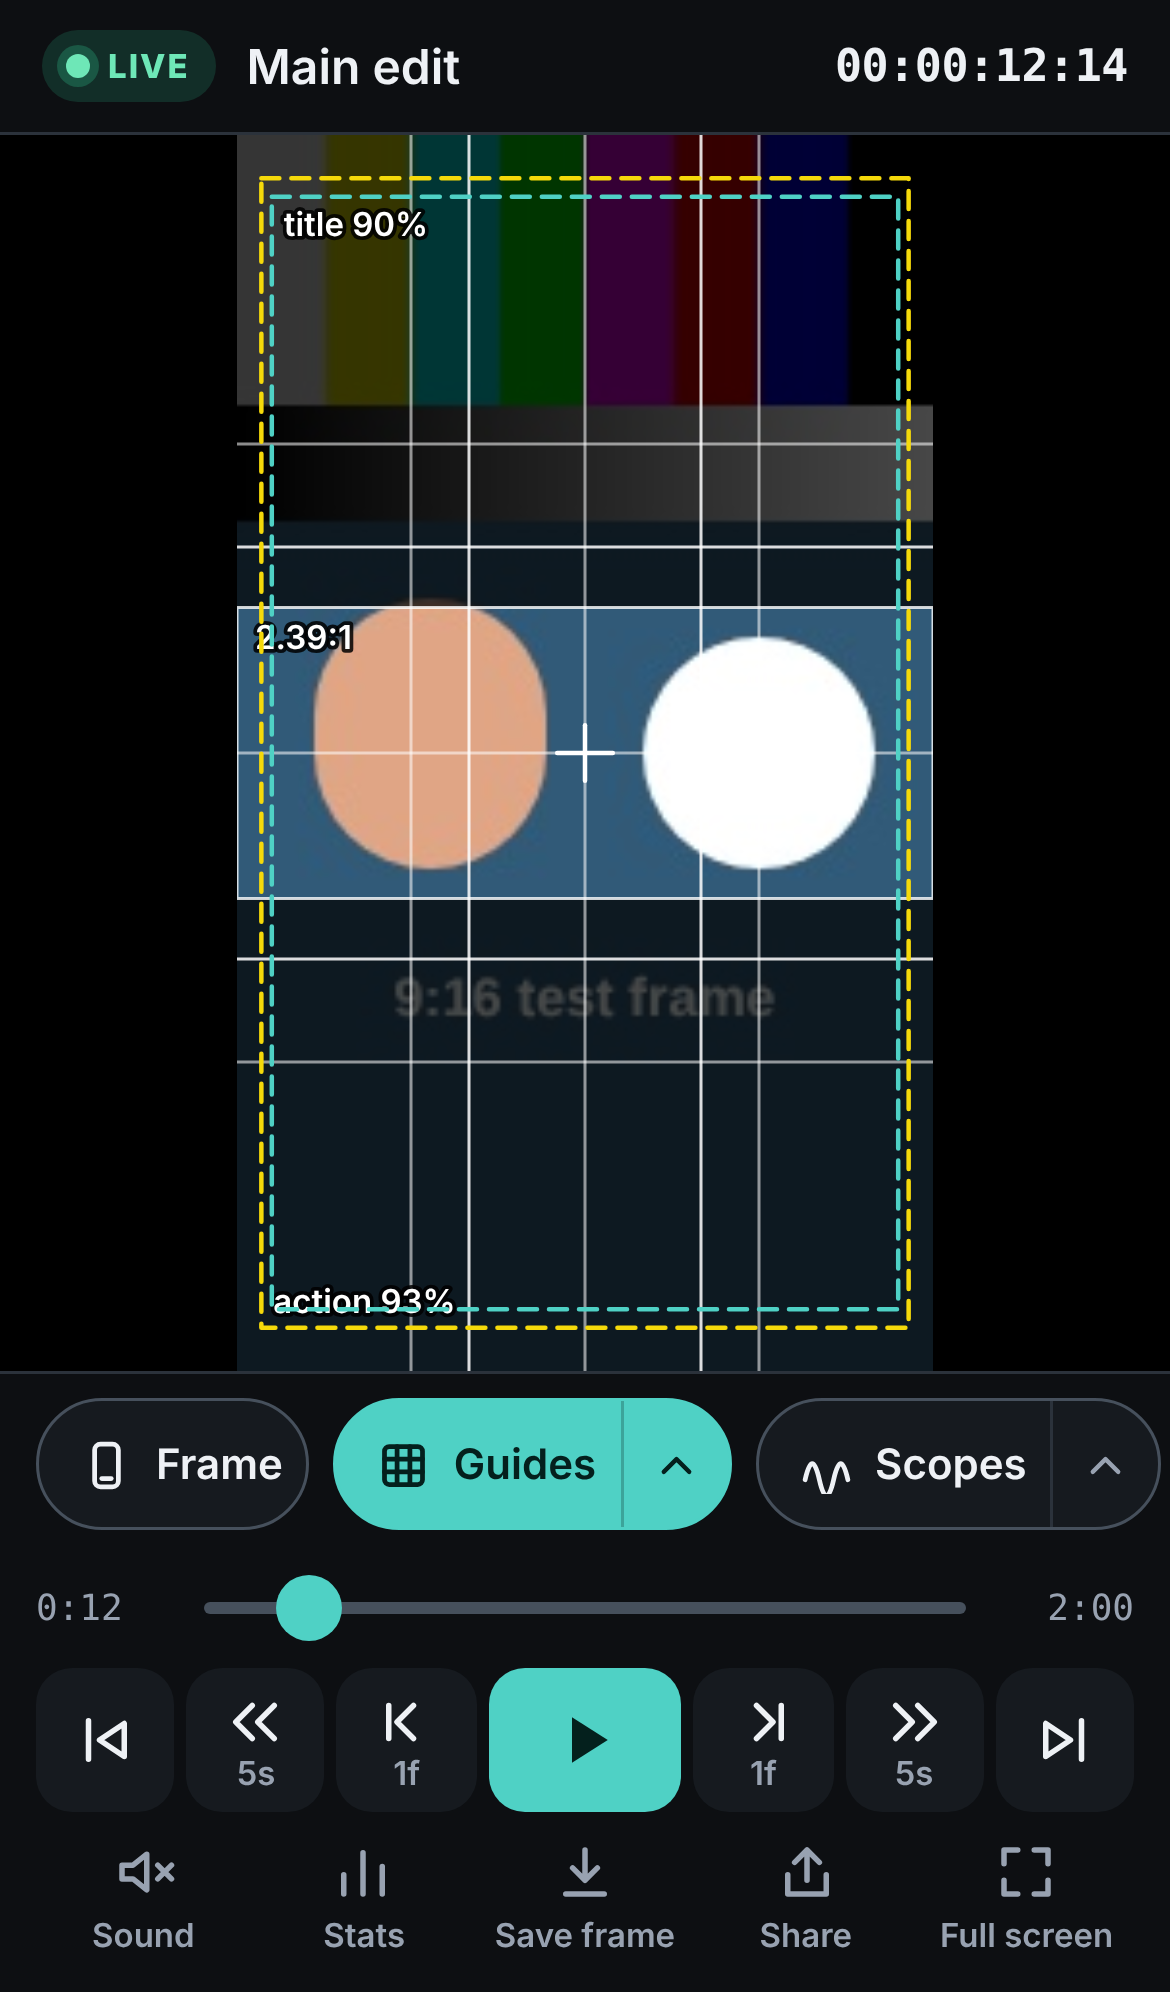 LIVE
Main edit
00:00:12:14
title 90%
2.39:1
9:16 test frame
action 93%
Frame
Guides
Scopes
0:12
2:00
5s
1f
1f
5s
Sound
Stats
Save frame
Share
Full screen